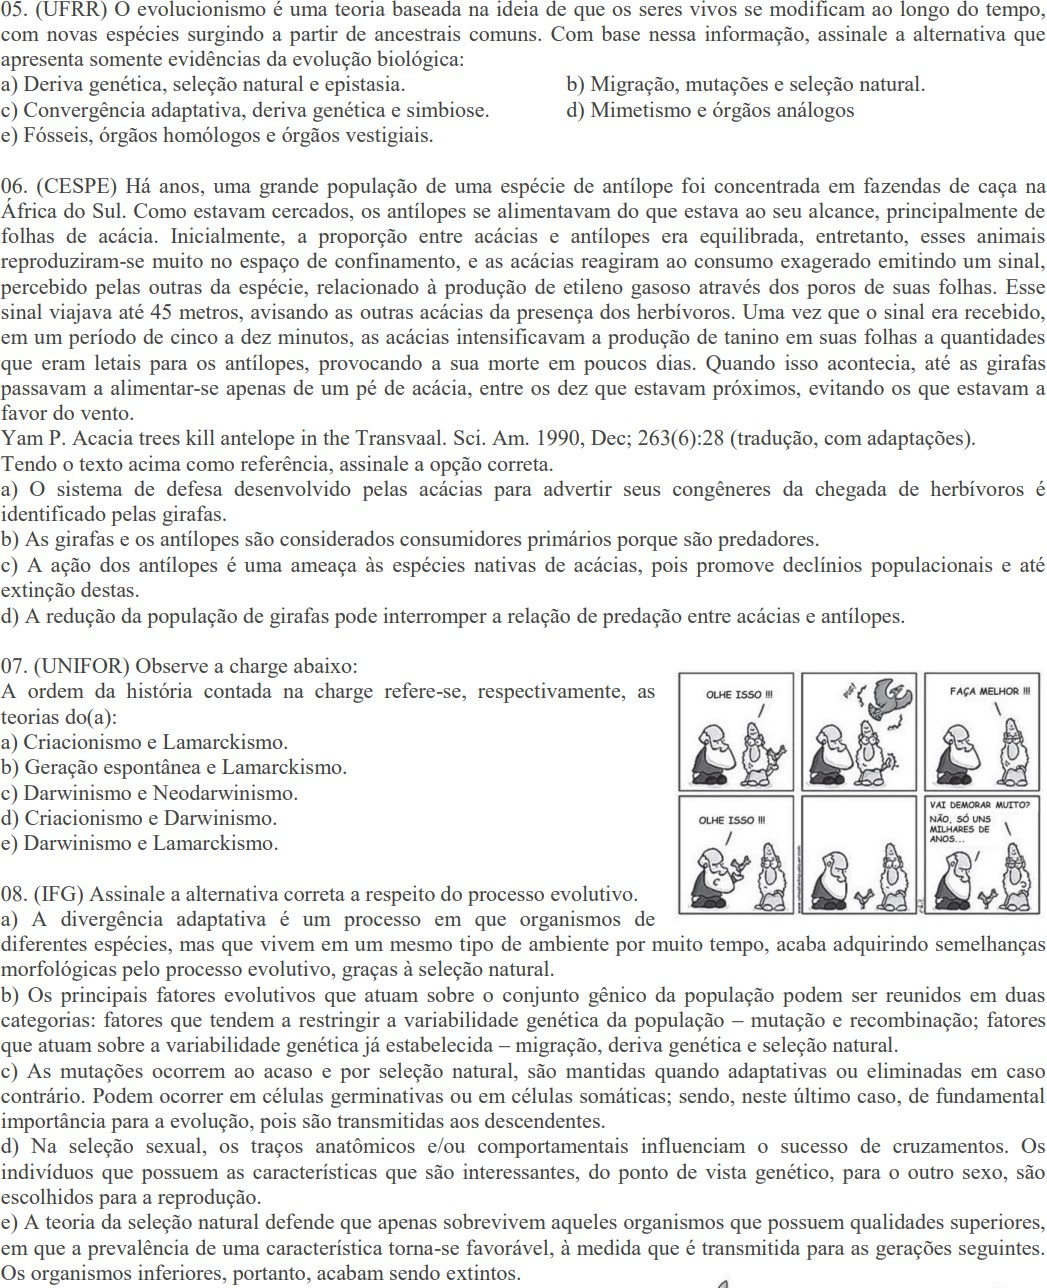 05. (UFRR) O evolucionismo é uma teoria baseada na ideia de que os seres vivos se modificam ao longo do tempo,
com novas espécies surgindo a partir de ancestrais comuns. Com base nessa informação, assinale a alternativa que
apresenta somente evidências da evolução biológica:
a) Deriva genética, seleção natural e epistasia.
b) Migração, mutações e seleção natural.
c) Convergência adaptativa, deriva genética e simbiose.
d) Mimetismo e órgãos análogos
e) Fósseis, órgãos homólogos e órgãos vestigiais.
06. (CESPE) Há anos, uma grande população de uma espécie de antílope foi concentrada em fazendas de caça na
África do Sul. Como estavam cercados, os antílopes se alimentavam do que estava ao seu alcance, principalmente de
folhas de acácia. Inicialmente, a proporção entre acácias e antílopes era equilibrada, entretanto, esses animais
reproduziram-se muito no espaço de confinamento, e as acácias reagiram ao consumo exagerado emitindo um sinal,
percebido pelas outras da espécie, relacionado à produção de etileno gasoso através dos poros de suas folhas. Esse
sinal viajava até 45 metros, avisando as outras acácias da presença dos herbívoros. Uma vez que o sinal era recebido,
em um período de cinco a dez minutos, as acácias intensificavam a produção de tanino em suas folhas a quantidades
que eram letais para os antílopes, provocando a sua morte em poucos dias. Quando isso acontecia, até as girafas
passavam a alimentar-se apenas de um pé de acácia, entre os dez que estavam próximos, evitando os que estavam a
favor do vento.
Yam P. Acacia trees kill antelope in the Transvaal. Sci. Am. 1990, Dec; 263(6):28 (tradução, com adaptações).
Tendo o texto acima como referência, assinale a opção correta.
a) O sistema de defesa desenvolvido pelas acácias para advertir seus congêneres da chegada de herbívoros é
identificado pelas girafas.
b) As girafas e os antílopes são considerados consumidores primários porque são predadores.
c) A ação dos antílopes é uma ameaça às espécies nativas de acácias, pois promove declínios populacionais e até
extinção destas.
d) A redução da população de girafas pode interromper a relação de predação entre acácias e antílopes.
07. (UNIFOR) Observe a charge abaixo:
A ordem da história contada na charge refere-se, respectivamente, as
teorias do(a):
a) Criacionismo e Lamarckismo.
b) Geração espontânea e Lamarckismo.
c) Darwinismo e Neodarwinismo.
d) Criacionismo e Darwinismo.
e) Darwinismo e Lamarckismo.
OLHE ISSO !!!
PUF!
FAÇA MELHOR !!!
OLHE ISSO !!!
VAI DEMORAR MUITO?
NÃO, SÓ UNS
MILHARES DE
ANOS...
08. (IFG) Assinale a alternativa correta a respeito do processo evolutivo.
a) A divergência adaptativa é um processo em que organismos de
diferentes espécies, mas que vivem em um mesmo tipo de ambiente por muito tempo, acaba adquirindo semelhanças
morfológicas pelo processo evolutivo, graças à seleção natural.
b) Os principais fatores evolutivos que atuam sobre o conjunto gênico da população podem ser reunidos em duas
categorias: fatores que tendem a restringir a variabilidade genética da população – mutação e recombinação; fatores
que atuam sobre a variabilidade genética já estabelecida – migração, deriva genética e seleção natural.
c) As mutações ocorrem ao acaso e por seleção natural, são mantidas quando adaptativas ou eliminadas em caso
contrário. Podem ocorrer em células germinativas ou em células somáticas; sendo, neste último caso, de fundamental
importância para a evolução, pois são transmitidas aos descendentes.
d) Na seleção sexual, os traços anatômicos e/ou comportamentais influenciam o sucesso de cruzamentos. Os
indivíduos que possuem as características que são interessantes, do ponto de vista genético, para o outro sexo, são
escolhidos para a reprodução.
e) A teoria da seleção natural defende que apenas sobrevivem aqueles organismos que possuem qualidades superiores,
em que a prevalência de uma característica torna-se favorável, à medida que é transmitida para as gerações seguintes.
Os organismos inferiores, portanto, acabam sendo extintos.